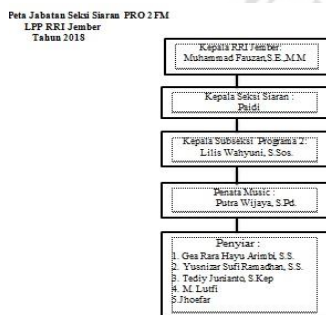 Peta Jabatan Seksi Siaran PRO 2 FM
LPP RRI Jember
Tahun 2018
Kepala RRI Jember:
Muhammad Fauzan,S.E.,M.M
Kepala Seksi Siaran :
Paidi
Kepala Subseksi Programa 2:
Lilis Wahyuni, S.Sos.
Penata Music :
Putra Wijaya, S.Pd.
Penyiar :
1. Gea Rara Hayu Arimbi, S.S.
2. Yusnizar Sufi Ramadhan, S.S.
3. Tediy Junianto, S.Kep
4. M. Lutfi
5.Jhoefar